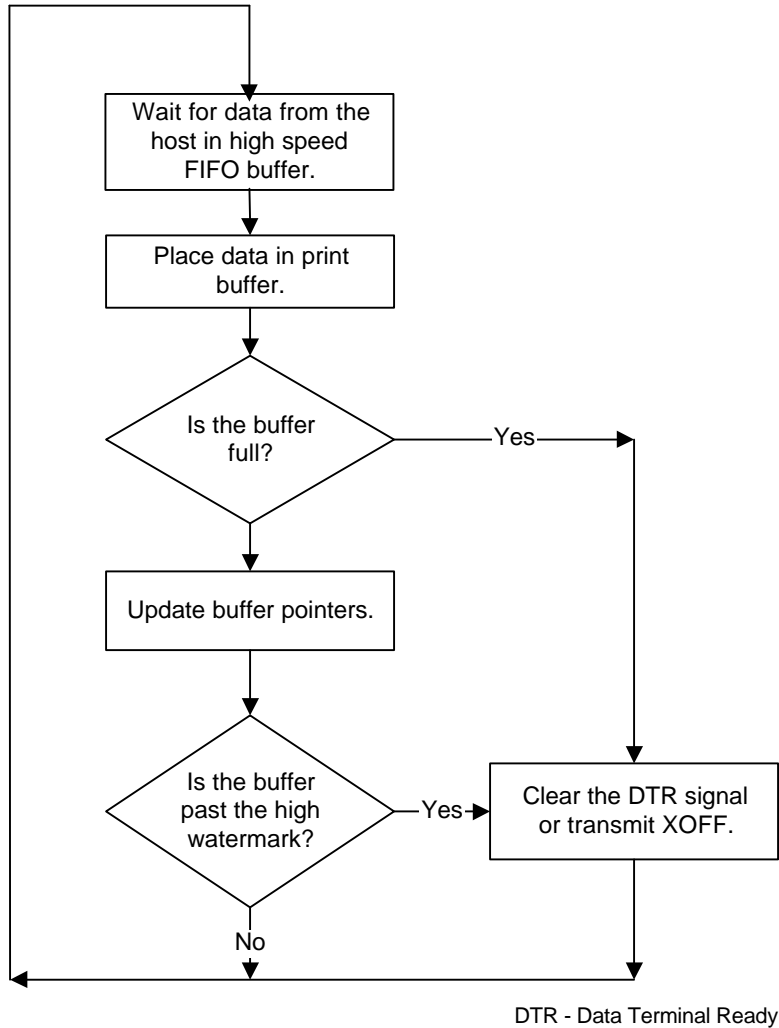 Wait for data from the
host in high speed
FIFO buffer.
Place data in print
buffer.
Is the buffer
full?
Yes
Update buffer pointers.
Is the buffer
past the high
watermark?
Yes
Clear the DTR signal
or transmit XOFF.
No
DTR - Data Terminal Ready